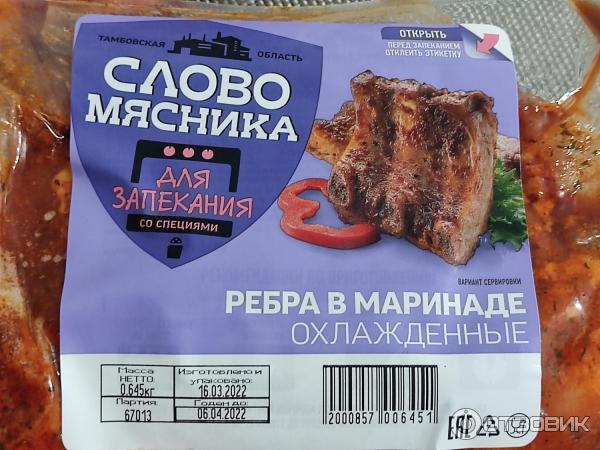 ТАМБОВСКАЯ ОБЛАСТЬ
СЛОВО
МЯСНИКА
ДЛЯ
ЗАПЕКАНИЯ
СО СПЕЦИЯМИ
ОТКРЫТЬ
ПЕРЕД ЗАПЕКАНИЕМ
ОТКЛЕИТЬ ЭТИКЕТКУ
ВАРИАНТ СЕРВИРОВКИ
РЕБРА В МАРИНАДЕ
ОХЛАЖДЕННЫЕ
Масса
НЕТТО:
0,645кг
Партия:
67013
Изготовлено и
упаковано:
16.03.2022
Годен до:
06.04.2022
2000857 006451
EAC
ОТЗОВИК